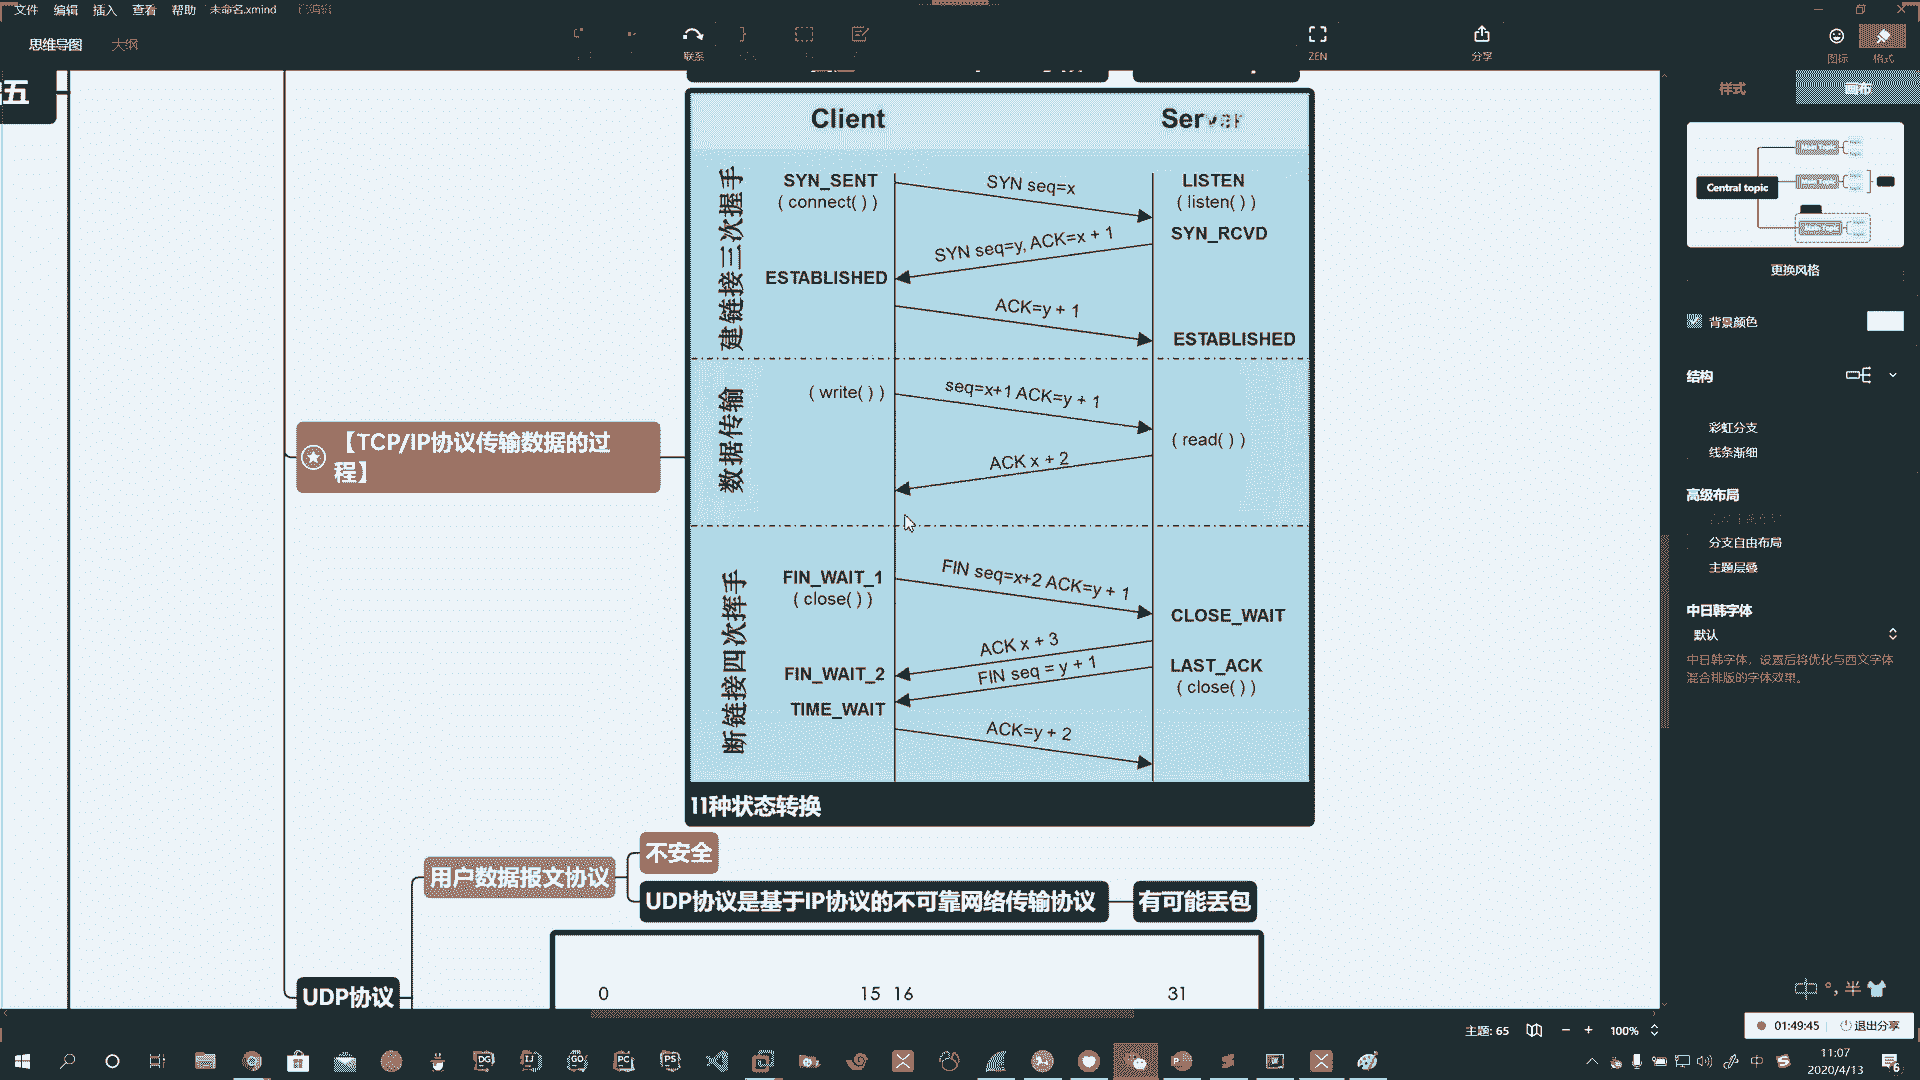 文件 编辑 插入 查看 帮助 未命名.xmind 已编辑
思维导图 大纲
联系
ZEN
分享
图标
格式
五
Client Server
建链接三次握手
SYN_SENT
( connect( ) )
SYN seq=x
LISTEN
( listen( ) )
SYN_RCVD
SYN seq=y, ACK=x + 1
ESTABLISHED
ACK=y + 1
ESTABLISHED
数据传输
( write( ) )
seq=x+1 ACK=y + 1
( read( ) )
ACK x + 2
断链接四次挥手
FIN_WAIT_1
( close( ) )
FIN seq=x+2 ACK=y + 1
CLOSE_WAIT
ACK x + 3
FIN_WAIT_2
FIN seq = y + 1
LAST_ACK
( close( ) )
TIME_WAIT
ACK=y + 2
11种状态转换
【TCP/IP协议传输数据的过
程】
用户数据报文协议
不安全
UDP协议是基于IP协议的不可靠网络传输协议
有可能丢包
UDP协议
0 15 16 31
样式 画布
Central topic
更换风格
背景颜色
结构
彩虹分支
线条渐细
高级布局
分支自由布局
主题层叠
中日韩字体
默认
中日韩字体，设置后将优化与西文字体
混合排版的字体效果。
中 °, 半
主题: 65
100%
01:49:45 退出分享
DG IJ GO PC PS
中
11:07
2020/4/13
6